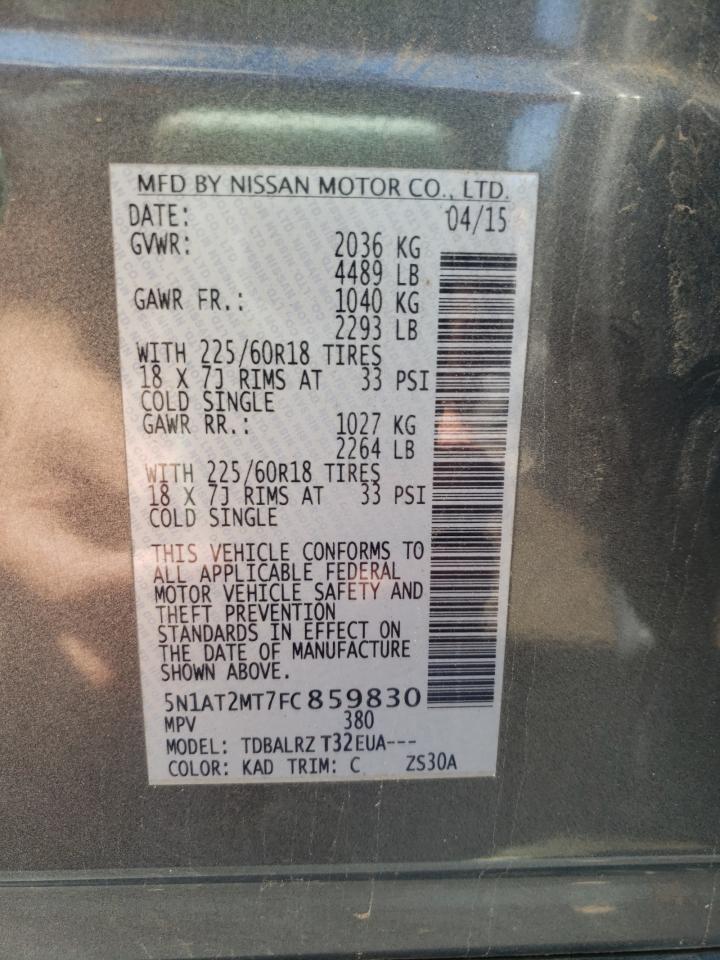 MFD BY NISSAN MOTOR CO., LTD.
DATE: 04/15
GVWR: 2036 KG
4489 LB
GAWR FR.: 1040 KG
2293 LB
WITH 225/60R18 TIRES
18 X 7J RIMS AT 33 PSI
COLD SINGLE
GAWR RR.: 1027 KG
2264 LB
WITH 225/60R18 TIRES
18 X 7J RIMS AT 33 PSI
COLD SINGLE
THIS VEHICLE CONFORMS TO
ALL APPLICABLE FEDERAL
MOTOR VEHICLE SAFETY AND
THEFT PREVENTION
STANDARDS IN EFFECT ON
THE DATE OF MANUFACTURE
SHOWN ABOVE.
5N1AT2MT7FC859830
MPV 380
MODEL: TDBALRZ T32EUA---
COLOR: KAD TRIM: C ZS30A